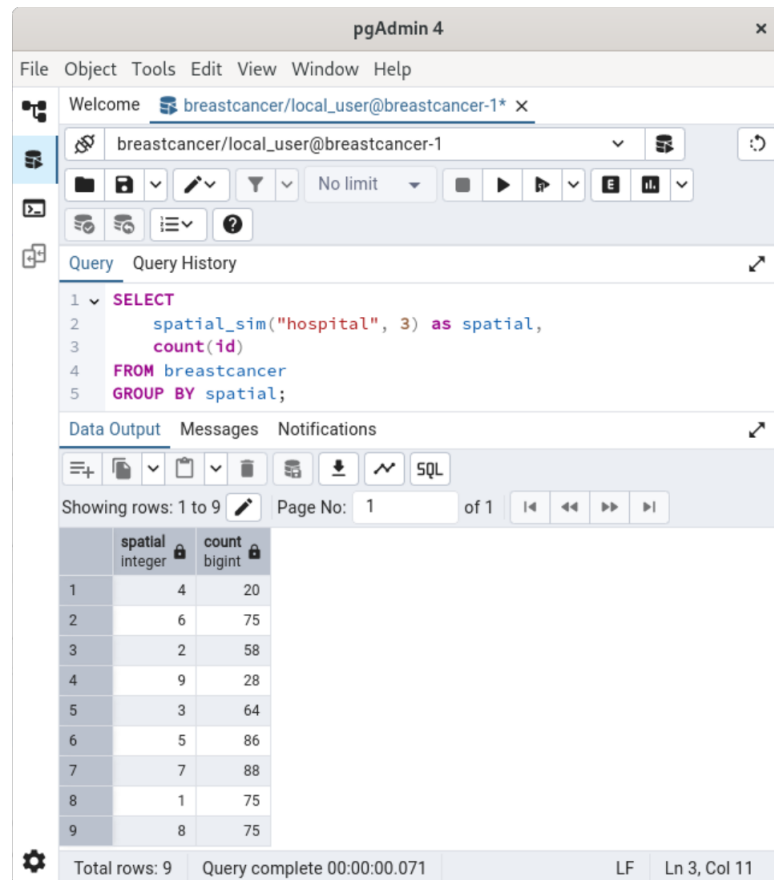 pgAdmin 4 ×
File Object Tools Edit View Window Help
Welcome breastcancer/local_user@breastcancer-1* ×
breastcancer/local_user@breastcancer-1
No limit E
Query Query History
1 SELECT
2 spatial_sim("hospital", 3) as spatial,
3 count(id)
4 FROM breastcancer
5 GROUP BY spatial;
Data Output Messages Notifications
SQL
Showing rows: 1 to 9 Page No: 1 of 1
spatial count
integer bigint
1 4 20
2 6 75
3 2 58
4 9 28
5 3 64
6 5 86
7 7 88
8 1 75
9 8 75
Total rows: 9 Query complete 00:00:00.071 LF Ln 3, Col 11